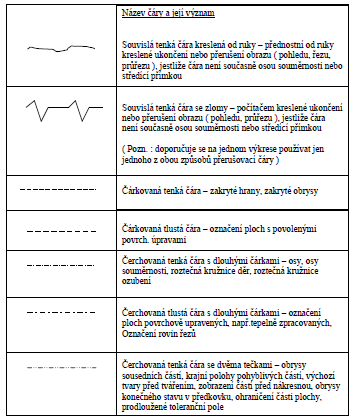 Název čáry a její význam
Souvislá tenká čára kreslená od ruky – přednostní od ruky
kreslené ukončení nebo přerušení obrazu ( pohledu, řezu,
průřezu ), jestliže čára není současně osou souměrnosti nebo
středící přímkou
Souvislá tenká čára se zlomy – počítačem kreslené ukončení
nebo přerušení obrazu ( pohledu, průřezu ), jestliže čára
není současně osou souměrnosti nebo středící přímkou
( Pozn. : doporučuje se na jednom výkrese používat jen
jednoho z obou způsobů přerušovací čáry )
Čárkovaná tenká čára – zakryté hrany, zakryté obrysy
Čárkovaná tlustá čára – označení ploch s povolenými
povrch. úpravami
Čerchovaná tenká čára s dlouhými čárkami – osy, osy
souměrnosti, roztečná kružnice děr, roztečná kružnice
ozubení
Čerchovaná tlustá čára s dlouhými čárkami – označení
ploch povrchově upravených, např.tepelně zpracovaných,
Označení rovin řezů
Čerchovaná tenká čára se dvěma tečkami – obrysy
sousedních částí, krajní polohy pohyblivých částí, výchozí
tvary před tvářením, zobrazení částí před nákresnou, obrysy
konečného stavu v předkovku, ohraničení části plochy,
prodloužené toleranční pole